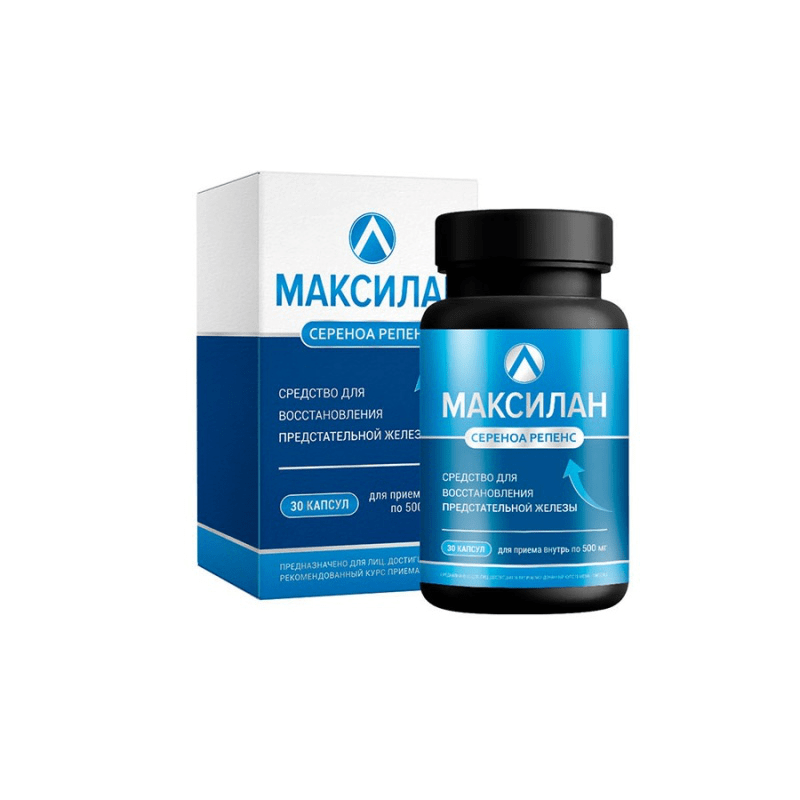 МАКСИЛАН
СЕРЕНОА РЕПЕНС
СРЕДСТВО ДЛЯ
ВОССТАНОВЛЕНИЯ
ПРЕДСТАТЕЛЬНОЙ ЖЕЛЕЗ
30 КАПСУЛ
для прием
по 500
ПРЕДНАЗНАЧЕНО ДЛЯ ЛИЦ, ДОСТИГ
РЕКОМЕНДОВАННЫЙ КУРС ПРИЕМА
МАКСИЛАН
СЕРЕНОА РЕПЕНС
СРЕДСТВО ДЛЯ
ВОССТАНОВЛЕНИЯ
ПРЕДСТАТЕЛЬНОЙ ЖЕЛЕЗЫ
30 КАПСУЛ для приема внутрь по 500 мг